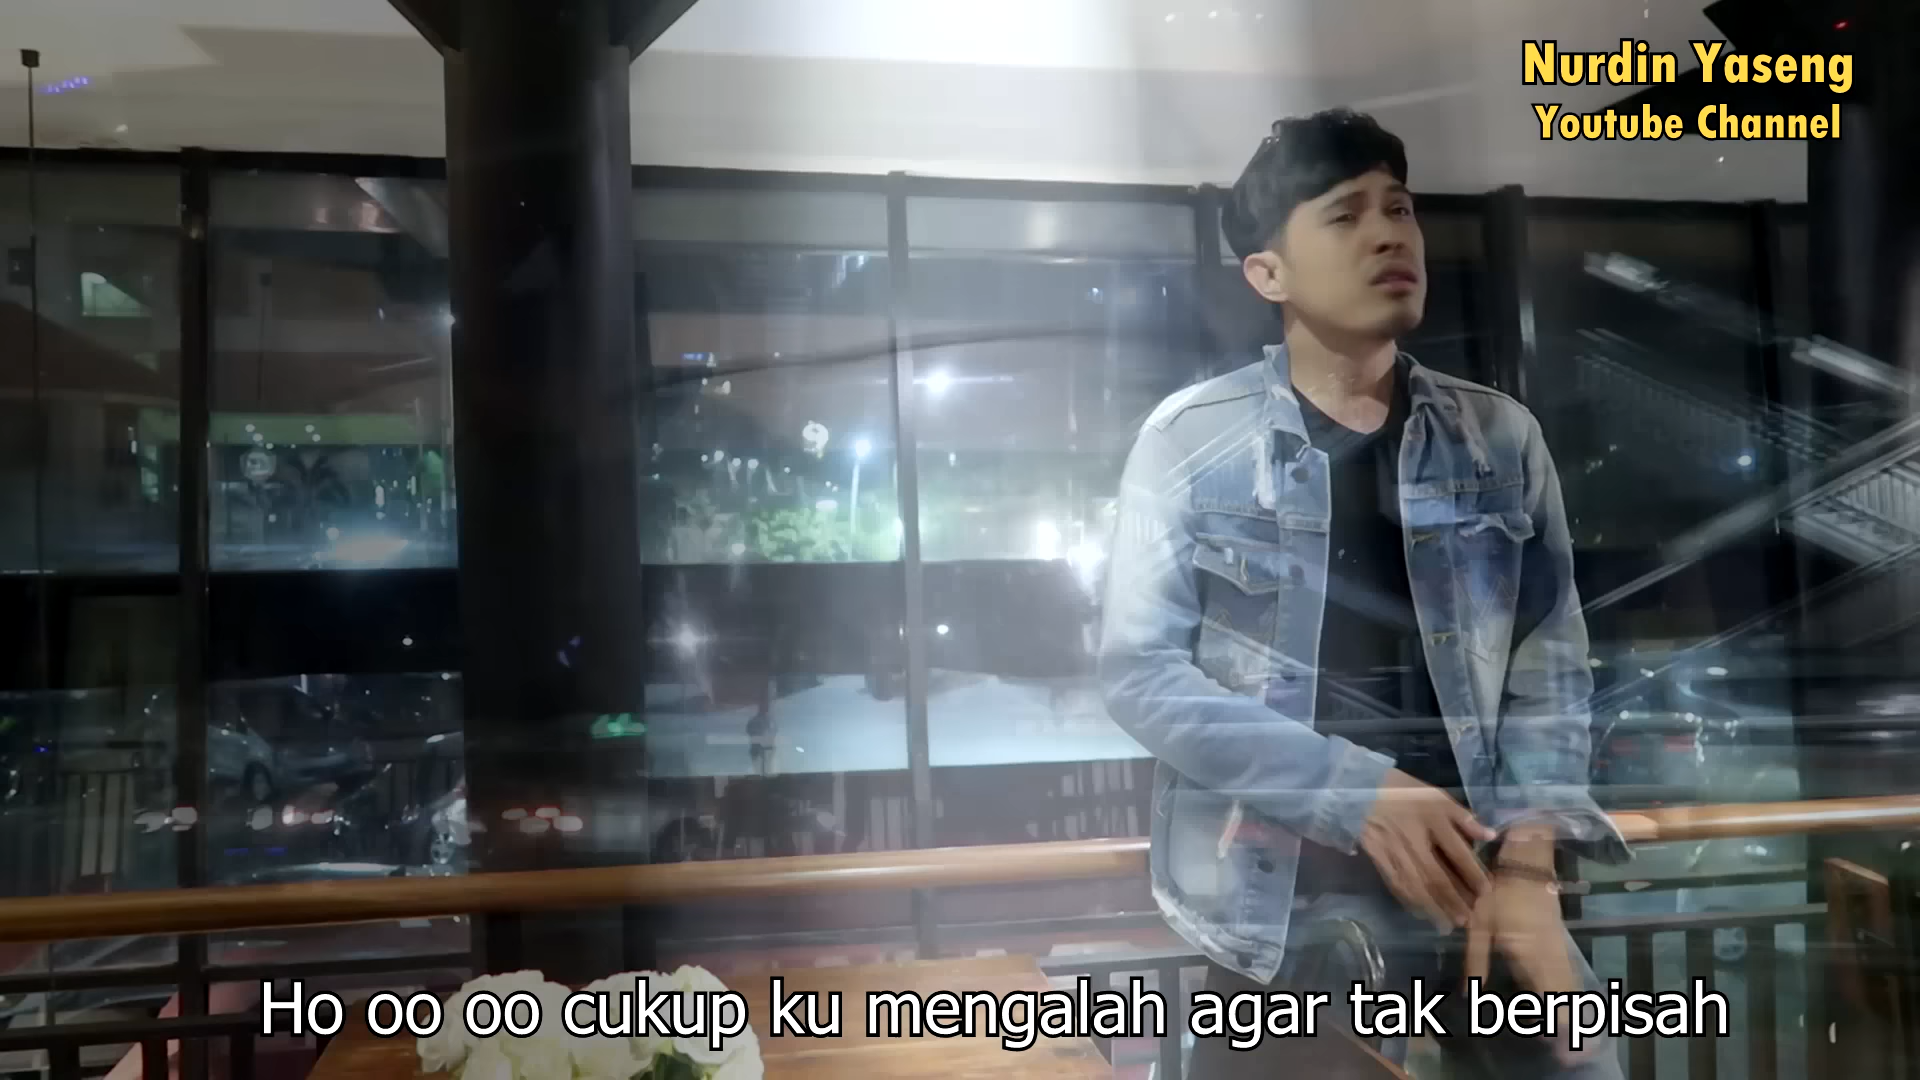 Nurdin Yaseng
Youtube Channel
Ho oo oo cukup ku mengalah agar tak berpisah